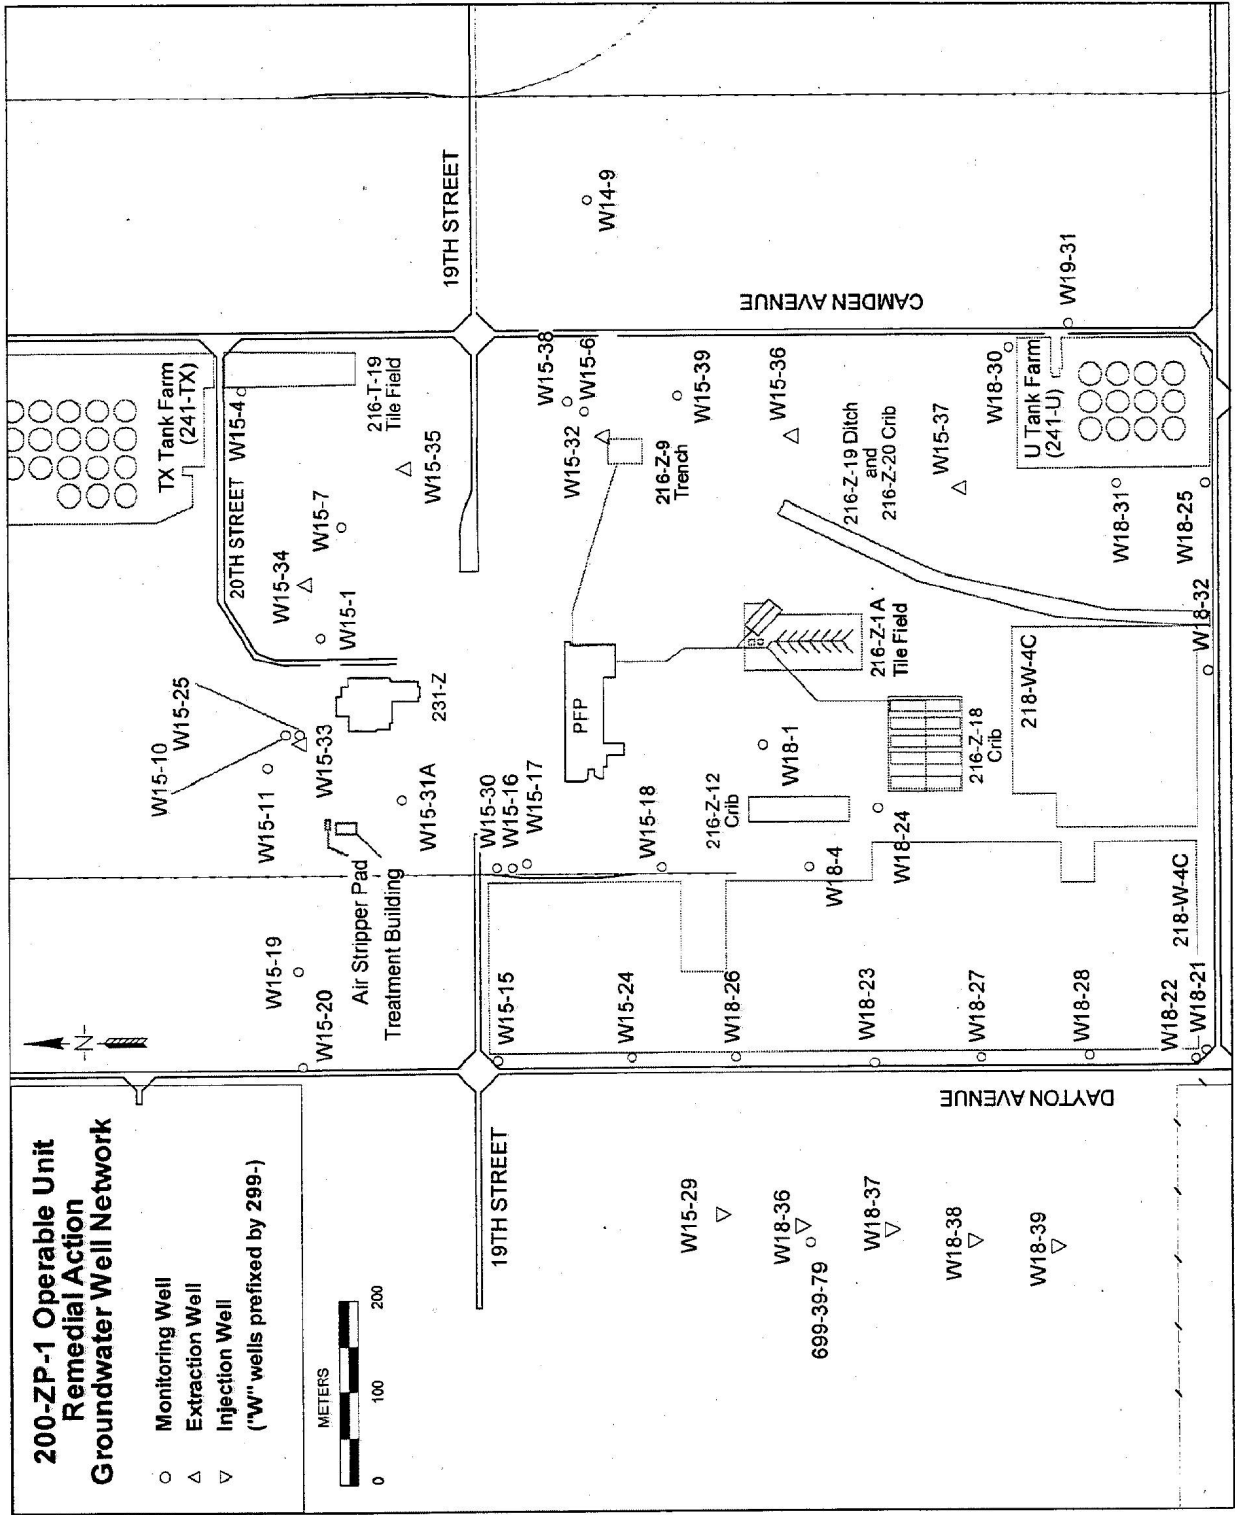 200-ZP-1 Operable Unit
Remedial Action
Groundwater Well Network
Monitoring Well
Extraction Well
Injection Well
("W" wells prefixed by 299-)
METERS
0
100
200
N
W15-20
W15-19
W15-11
W15-10
W15-25
W15-33
Air Stripper Pad
Treatment Building
W15-31A
231-Z
W15-1
W15-34
W15-7
20TH STREET
W15-4
TX Tank Farm
(241-TX)
216-T-19
Tile Field
W15-35
19TH STREET
19TH STREET
W15-15
W15-30
W15-16
W15-17
PFP
W15-32
W15-38
W15-6
W14-9
216-Z-9
Trench
W15-39
W15-24
W15-18
W15-29
W18-26
216-Z-12
Crib
W18-1
W15-36
CAMDEN AVENUE
W18-36
699-39-79
W18-4
W18-23
W18-37
W18-24
216-Z-1A
Tile Field
216-Z-19 Ditch
and
216-Z-20 Crib
W15-37
W18-38
W18-27
216-Z-18
Crib
W18-30
U Tank Farm
(241-U)
W19-31
218-W-4C
W18-39
W18-28
DAYTON AVENUE
W18-31
W18-22
W18-21
218-W-4C
W18-32
W18-25